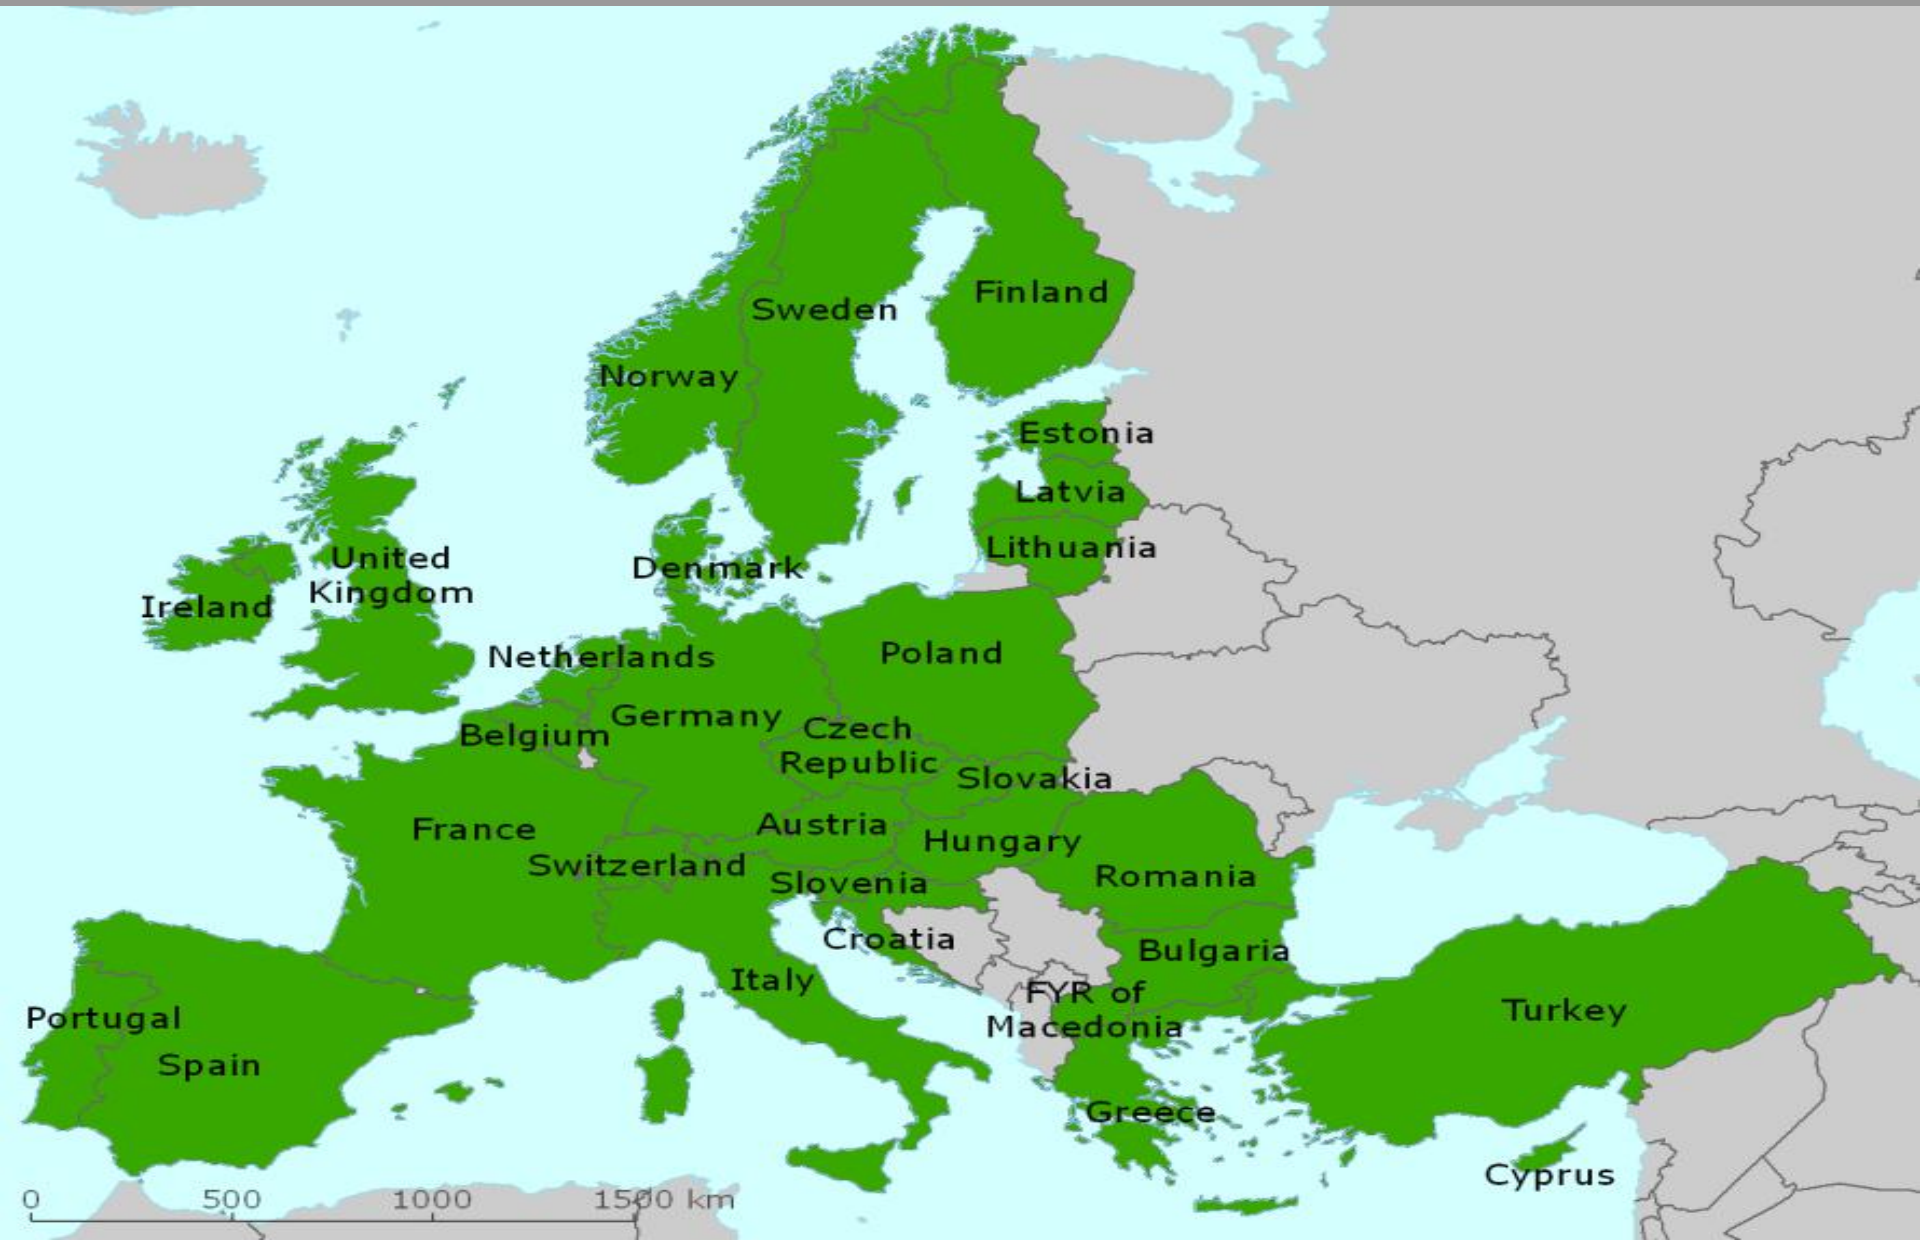 Sweden
Finland
Norway
Estonia
Latvia
Lithuania
Denmark
United
Kingdom
Ireland
Netherlands
Poland
Germany
Belgium
Czech
Republic
Slovakia
France
Austria
Hungary
Switzerland
Slovenia
Romania
Croatia
Bulgaria
Italy
FYR of
Macedonia
Portugal
Spain
Turkey
Greece
Cyprus
0 500 1000 1500 km